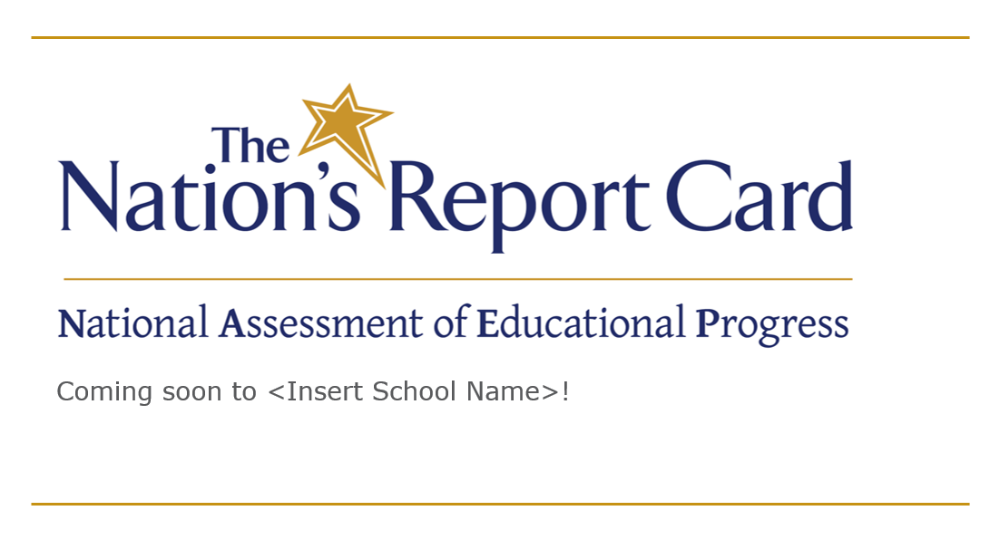 The
Nation's Report Card
National Assessment of Educational Progress
Coming soon to <Insert School Name>!